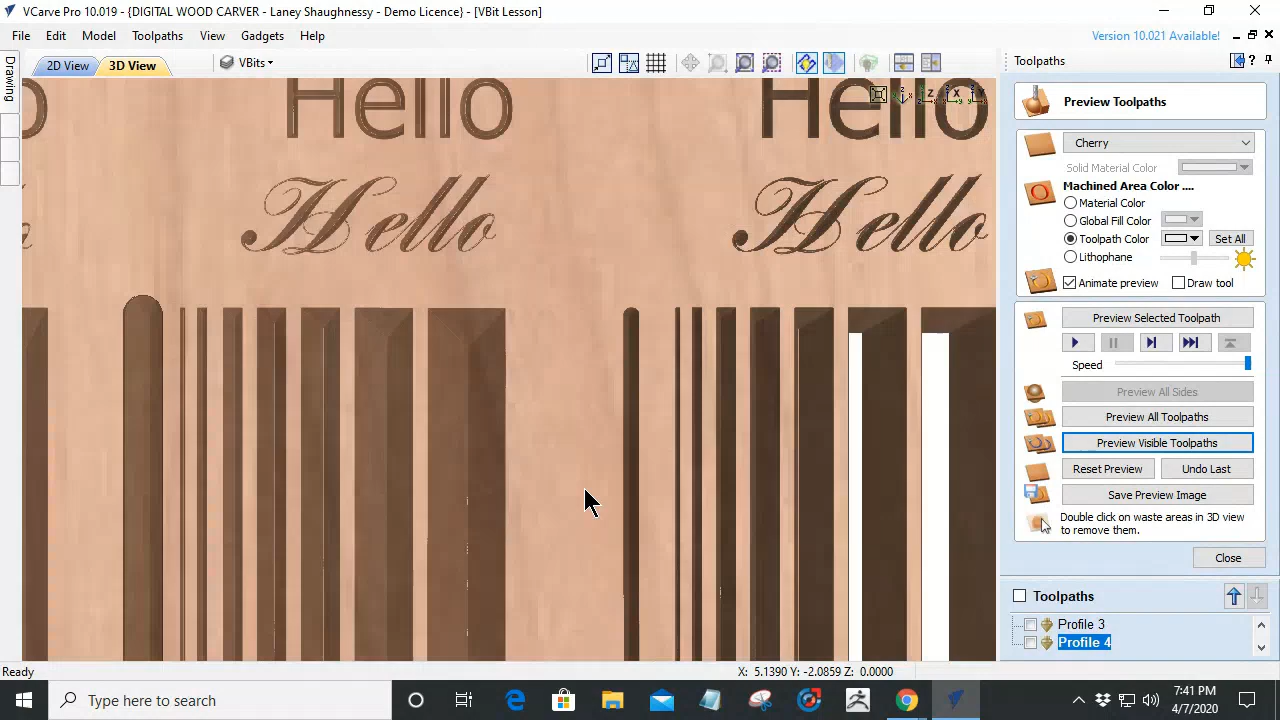 VCarve Pro 10.019 - {DIGITAL WOOD CARVER - Laney Shaughnessy - Demo Licence} - [VBit Lesson]
File Edit Model Toolpaths View Gadgets Help
Version 10.021 Available!
Drawing
2D View
3D View
VBits
Toolpaths
Preview Toolpaths
Cherry
Solid Material Color
Machined Area Color ....
Material Color
Global Fill Color
Toolpath Color
Set All
Lithophane
Animate preview
Draw tool
Preview Selected Toolpath
Speed
Preview All Sides
Preview All Toolpaths
Preview Visible Toolpaths
Reset Preview
Undo Last
Save Preview Image
Double click on waste areas in 3D view
to remove them.
Close
Toolpaths
Profile 3
Profile 4
Hello
Hello
Hello
Hello
Ready
X: 5.1390 Y: -2.0859 Z: 0.0000
Type here to search
7:41 PM
4/7/2020